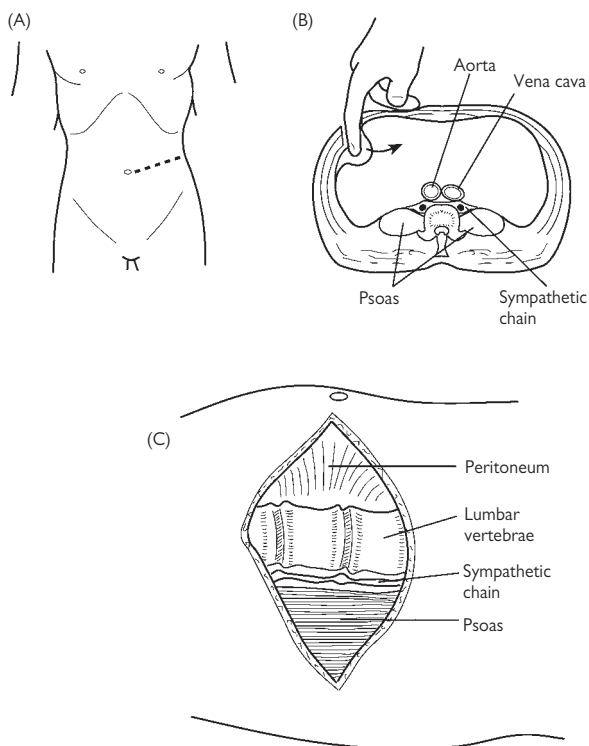 (A)
(B)
Aorta
Vena cava
Psoas
Sympathetic
chain
(C)
Peritoneum
Lumbar
vertebrae
Sympathetic
chain
Psoas